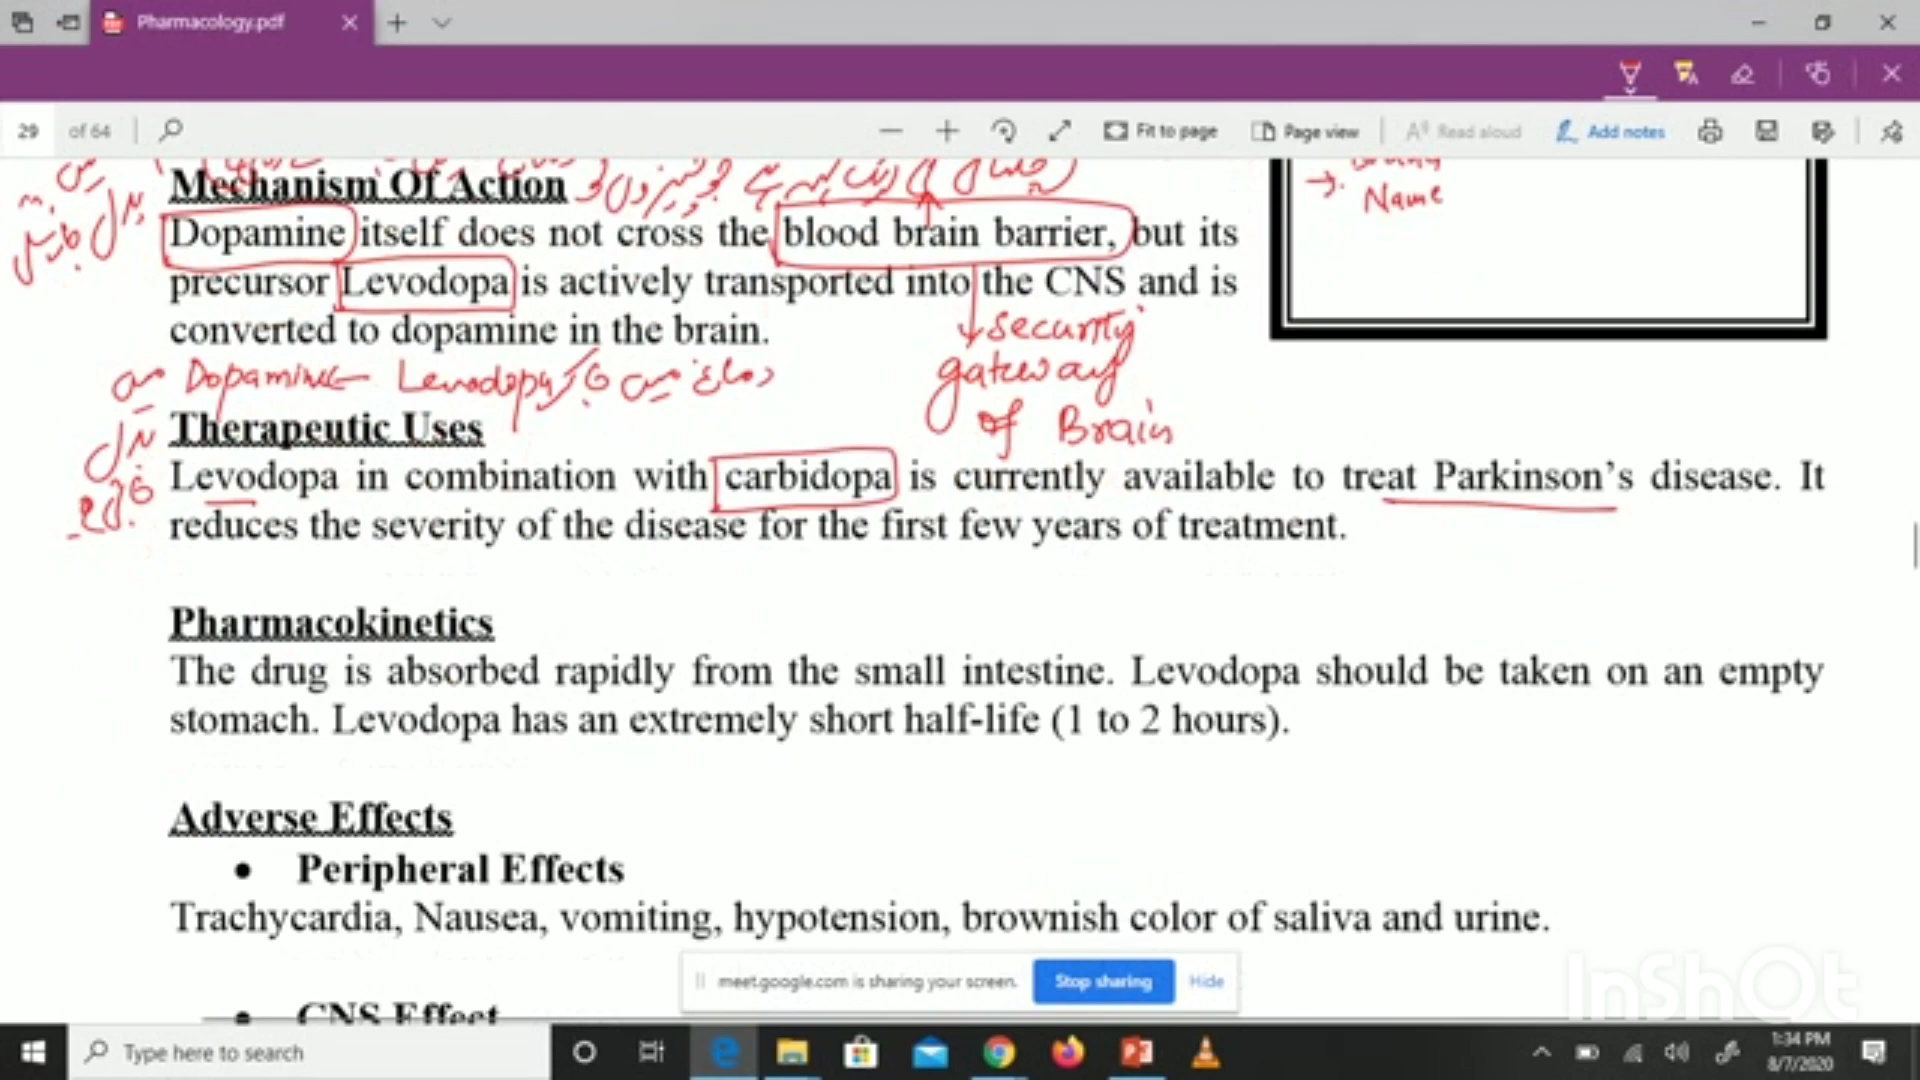 Pharmacology.pdf
29 of 64
Fit to page
Page view
Read aloud
Add notes
Name
Mechanism Of Action
Dopamine itself does not cross the blood brain barrier, but its
precursor Levodopa is actively transported into the CNS and is
converted to dopamine in the brain.
security
gateway
of Brain
Dopamine Levodopa
Therapeutic Uses
Levodopa in combination with carbidopa is currently available to treat Parkinson's disease. It
reduces the severity of the disease for the first few years of treatment.
Pharmacokinetics
The drug is absorbed rapidly from the small intestine. Levodopa should be taken on an empty
stomach. Levodopa has an extremely short half-life (1 to 2 hours).
Adverse Effects
• Peripheral Effects
Trachycardia, Nausea, vomiting, hypotension, brownish color of saliva and urine.
• CNS Effect
meet.google.com is sharing your screen. Stop sharing Hide
InShOt
Type here to search
1:34 PM
8/7/2020